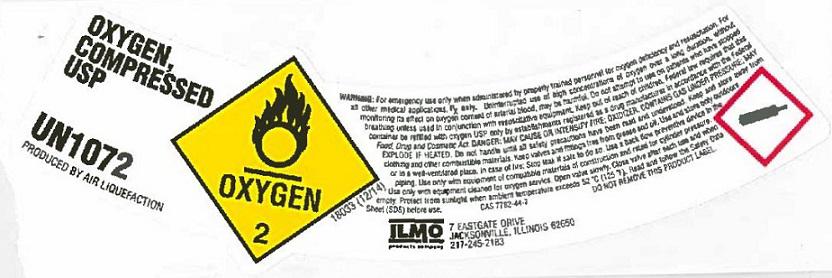 OXYGEN,
COMPRESSED
USP
UN1072
PRODUCED BY AIR LIQUEFACTION
OXYGEN
2
18033 (12/14)
WARNING: For emergency use only when administered by properly trained personnel for oxygen deficiency and resuscitation. For
all other medical applications, Rx only. Uninterrupted use of high concentrations of oxygen over a long duration, without
monitoring its effect on oxygen content of arterial blood, may be harmful. Do not attempt to use on patients who have stopped
breathing unless used in conjunction with resuscitative equipment. Keep out of reach of children. Federal law requires that this
container be refilled with oxygen USP only by establishments registered as a drug manufacturer in accordance with the Federal
Food, Drug and Cosmetic Act. DANGER: MAY CAUSE OR INTENSIFY FIRE; OXIDIZER. CONTAINS GAS UNDER PRESSURE; MAY
EXPLODE IF HEATED. Do not handle until all safety precautions have been read and understood. Keep and store away from
clothing and other combustible materials. Keep valves and fittings free from grease and oil. Use and store only outdoors
or in a well-ventilated place. In case of fire: Stop leak if safe to do so. Use a back flow preventive device in the
piping. Use only with equipment of compatible materials of construction and rated for cylinder pressure.
Use only with equipment cleaned for oxygen service. Open valve slowly. Close valve after each use and when
empty. Protect from sunlight when ambient temperature exceeds 52 °C (125 °F). Read and follow the Safety Data
Sheet (SDS) before use.
CAS 7782-44-7
DO NOT REMOVE THIS PRODUCT LABEL.
ILMO
products company
7 EASTGATE DRIVE
JACKSONVILLE, ILLINOIS 62650
217-245-2183